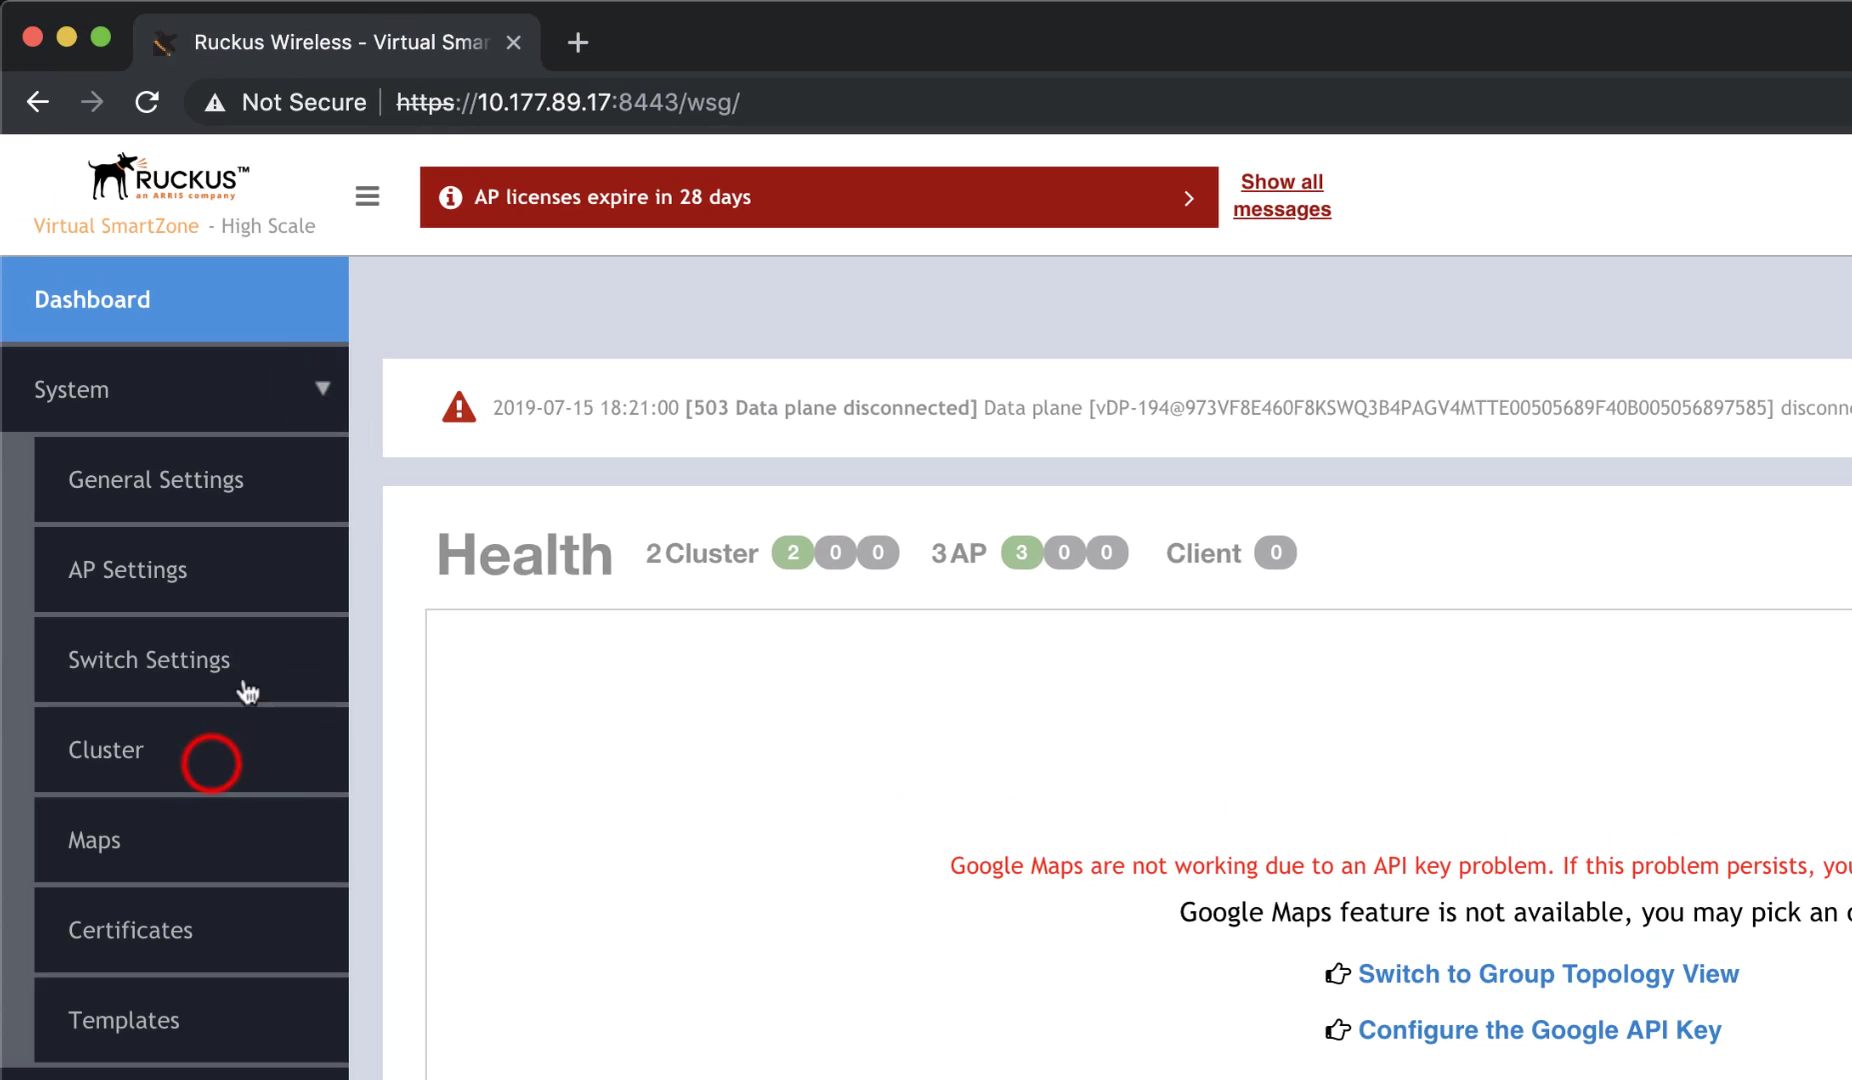 Ruckus Wireless - Virtual Smar
Not Secure | https://10.177.89.17:8443/wsg/
RUCKUS™
an ARRIS company
Virtual SmartZone - High Scale
AP licenses expire in 28 days
Show all
messages
Dashboard
System
General Settings
AP Settings
Switch Settings
Cluster
Maps
Certificates
Templates
2019-07-15 18:21:00 [503 Data plane disconnected] Data plane [vDP-194@973VF8E460F8KSWQ3B4PAGV4MTTE00505689F40B005056897585] disconne
Health 2 Cluster 2 0 0 3 AP 3 0 0 Client 0
Google Maps are not working due to an API key problem. If this problem persists, you
Google Maps feature is not available, you may pick an
Switch to Group Topology View
Configure the Google API Key